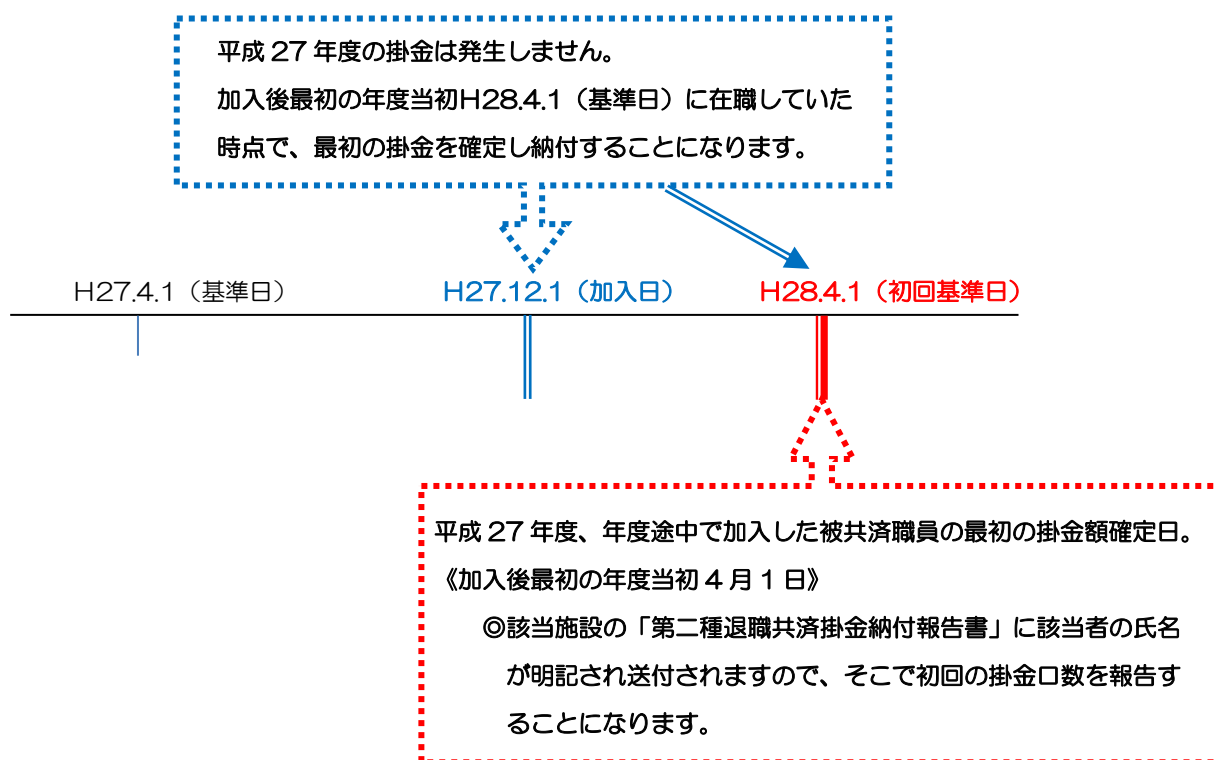 平成 27 年度の掛金は発生しません。
加入後最初の年度当初H28.4.1（基準日）に在職していた
時点で、最初の掛金を確定し納付することになります。
H27.4.1（基準日）
H27.12.1（加入日）
H28.4.1（初回基準日）
平成 27 年度、年度途中で加入した被共済職員の最初の掛金額確定日。
《加入後最初の年度当初 4 月 1 日》
◎該当施設の「第二種退職共済掛金納付報告書」に該当者の氏名
が明記され送付されますので、そこで初回の掛金口数を報告す
ることになります。